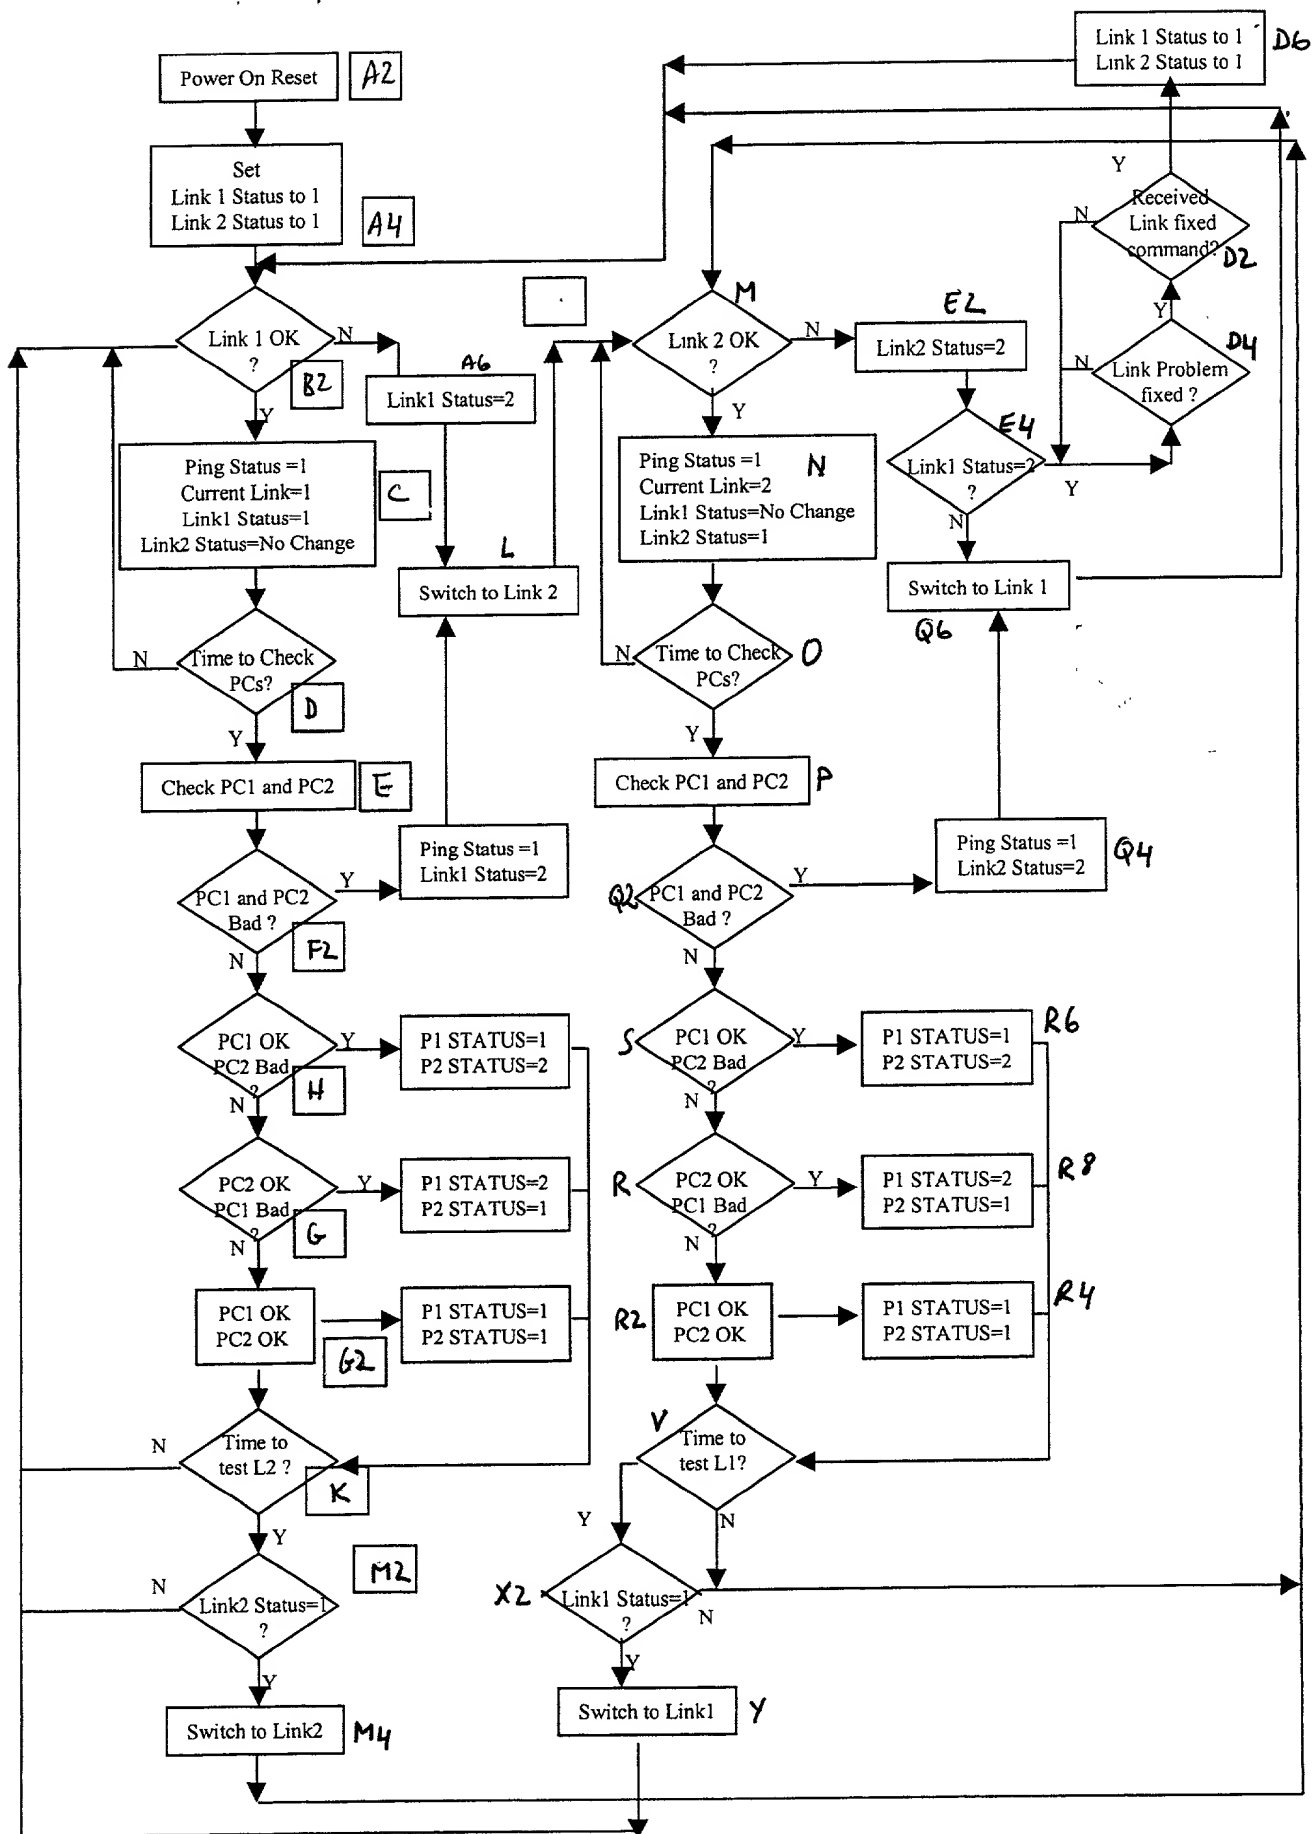 Power On Reset
A2
Set
Link 1 Status to 1
Link 2 Status to 1
A4
Link 1 OK
?
B2
N
Y
A6
Link1 Status=2
Ping Status =1
Current Link=1
Link1 Status=1
Link2 Status=No Change
C
L
Switch to Link 2
Time to Check
PCs?
D
N
Y
Check PC1 and PC2
E
PC1 and PC2
Bad ?
F2
Y
N
Ping Status =1
Link1 Status=2
PC1 OK
PC2 Bad
?
H
Y
N
P1 STATUS=1
P2 STATUS=2
PC2 OK
PC1 Bad
?
G
Y
N
P1 STATUS=2
P2 STATUS=1
PC1 OK
PC2 OK
G2
P1 STATUS=1
P2 STATUS=1
Time to
test L2 ?
K
N
Y
Link2 Status=1
?
M2
N
Y
Switch to Link2
M4
Link 1 Status to 1
Link 2 Status to 1
D6
Y
Received
Link fixed
command?
D2
N
Y
Link Problem
fixed ?
D4
N
M
Link 2 OK
?
N
Y
E2
Link2 Status=2
E4
Link1 Status=2
?
Y
N
Ping Status =1
Current Link=2
Link1 Status=No Change
Link2 Status=1
N
Switch to Link 1
Q6
Time to Check
PCs?
O
N
Y
Check PC1 and PC2
P
Q2
PC1 and PC2
Bad ?
Y
N
Ping Status =1
Link2 Status=2
Q4
S
PC1 OK
PC2 Bad
?
Y
N
P1 STATUS=1
P2 STATUS=2
R6
R
PC2 OK
PC1 Bad
?
Y
N
P1 STATUS=2
P2 STATUS=1
R8
R2
PC1 OK
PC2 OK
P1 STATUS=1
P2 STATUS=1
R4
V
Time to
test L1?
Y
N
X2
Link1 Status=1
?
N
Y
Switch to Link1
Y